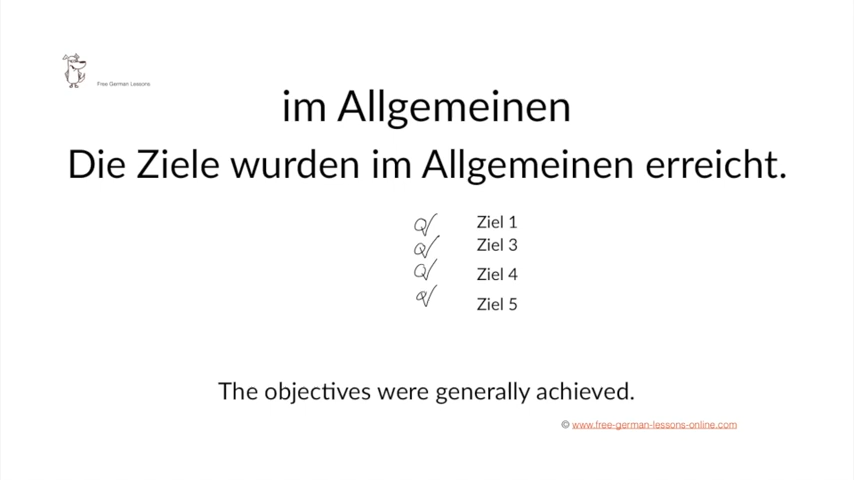 Free German Lessons
im Allgemeinen
Die Ziele wurden im Allgemeinen erreicht.
Ziel 1
Ziel 3
Ziel 4
Ziel 5
The objectives were generally achieved.
© www.free-german-lessons-online.com